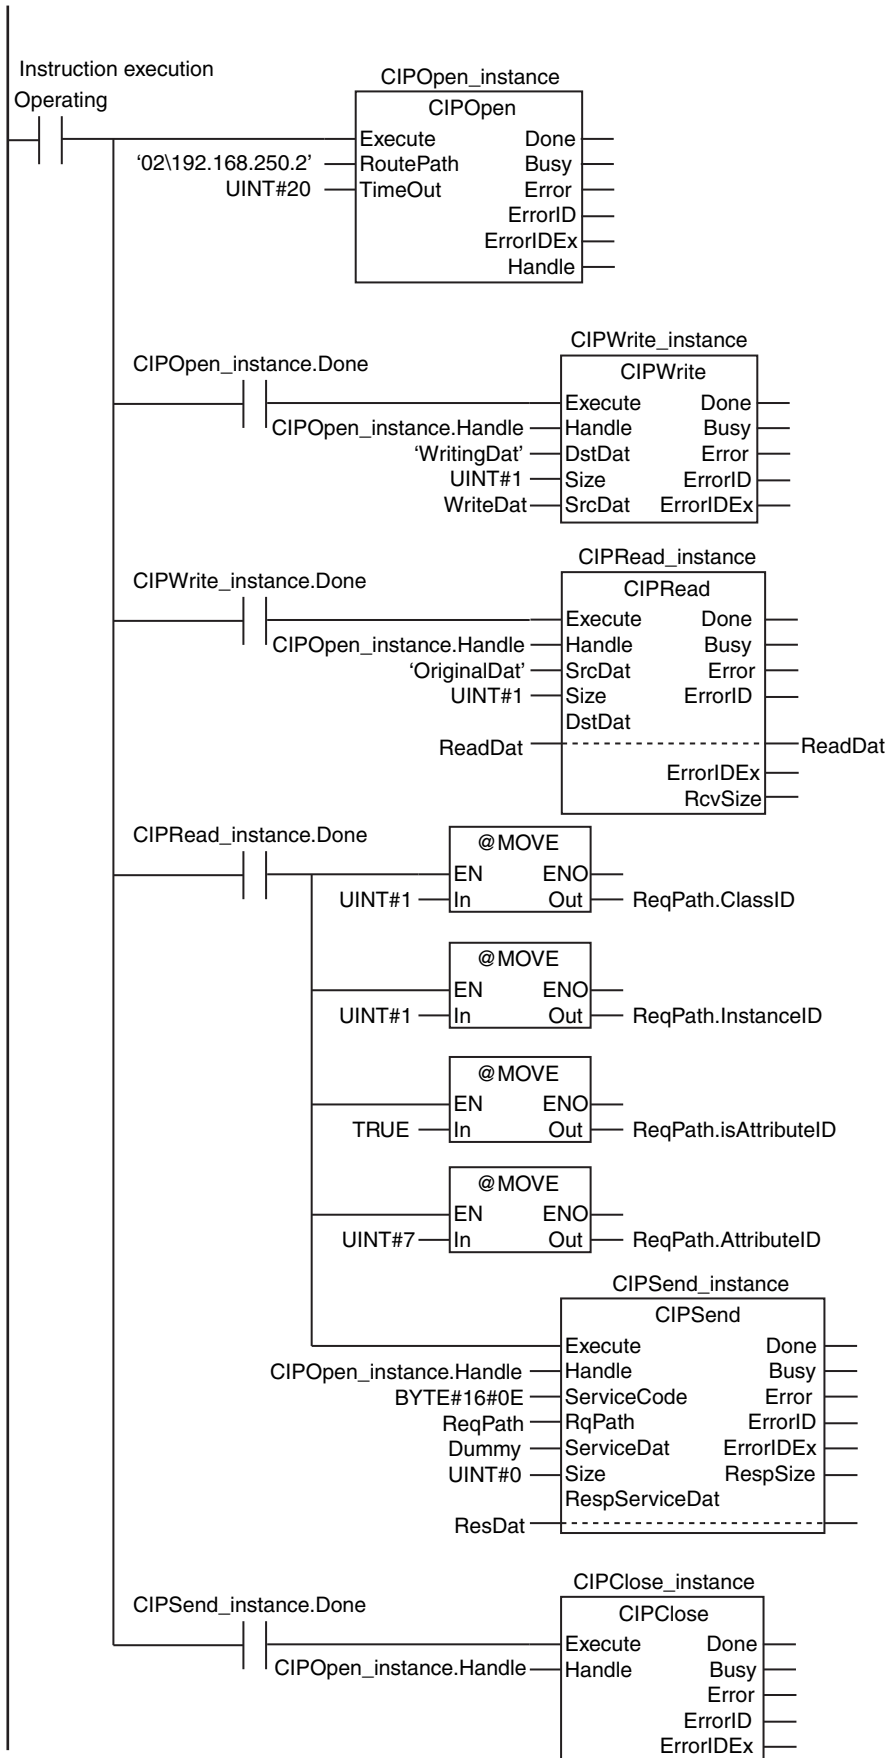 Instruction execution
Operating
CIPOpen_instance
CIPOpen
Execute Done
‘02\192.168.250.2’ RoutePath Busy
UINT#20 TimeOut Error
ErrorID
ErrorIDEx
Handle
CIPWrite_instance
CIPOpen_instance.Done
CIPWrite
Execute Done
CIPOpen_instance.Handle Handle Busy
‘WritingDat’ DstDat Error
UINT#1 Size ErrorID
WriteDat SrcDat ErrorIDEx
CIPRead_instance
CIPWrite_instance.Done
CIPRead
Execute Done
CIPOpen_instance.Handle Handle Busy
‘OriginalDat’ SrcDat Error
UINT#1 Size ErrorID
DstDat
ReadDat ReadDat
ErrorIDEx
RcvSize
CIPRead_instance.Done
@MOVE
EN ENO
UINT#1 In Out ReqPath.ClassID
@MOVE
EN ENO
UINT#1 In Out ReqPath.InstanceID
@MOVE
EN ENO
TRUE In Out ReqPath.isAttributeID
@MOVE
EN ENO
UINT#7 In Out ReqPath.AttributeID
CIPSend_instance
CIPSend
Execute Done
CIPOpen_instance.Handle Handle Busy
BYTE#16#0E ServiceCode Error
ReqPath RqPath ErrorID
Dummy ServiceDat ErrorIDEx
UINT#0 Size RespSize
RespServiceDat
ResDat
CIPClose_instance
CIPSend_instance.Done
CIPClose
Execute Done
CIPOpen_instance.Handle Handle Busy
Error
ErrorID
ErrorIDEx